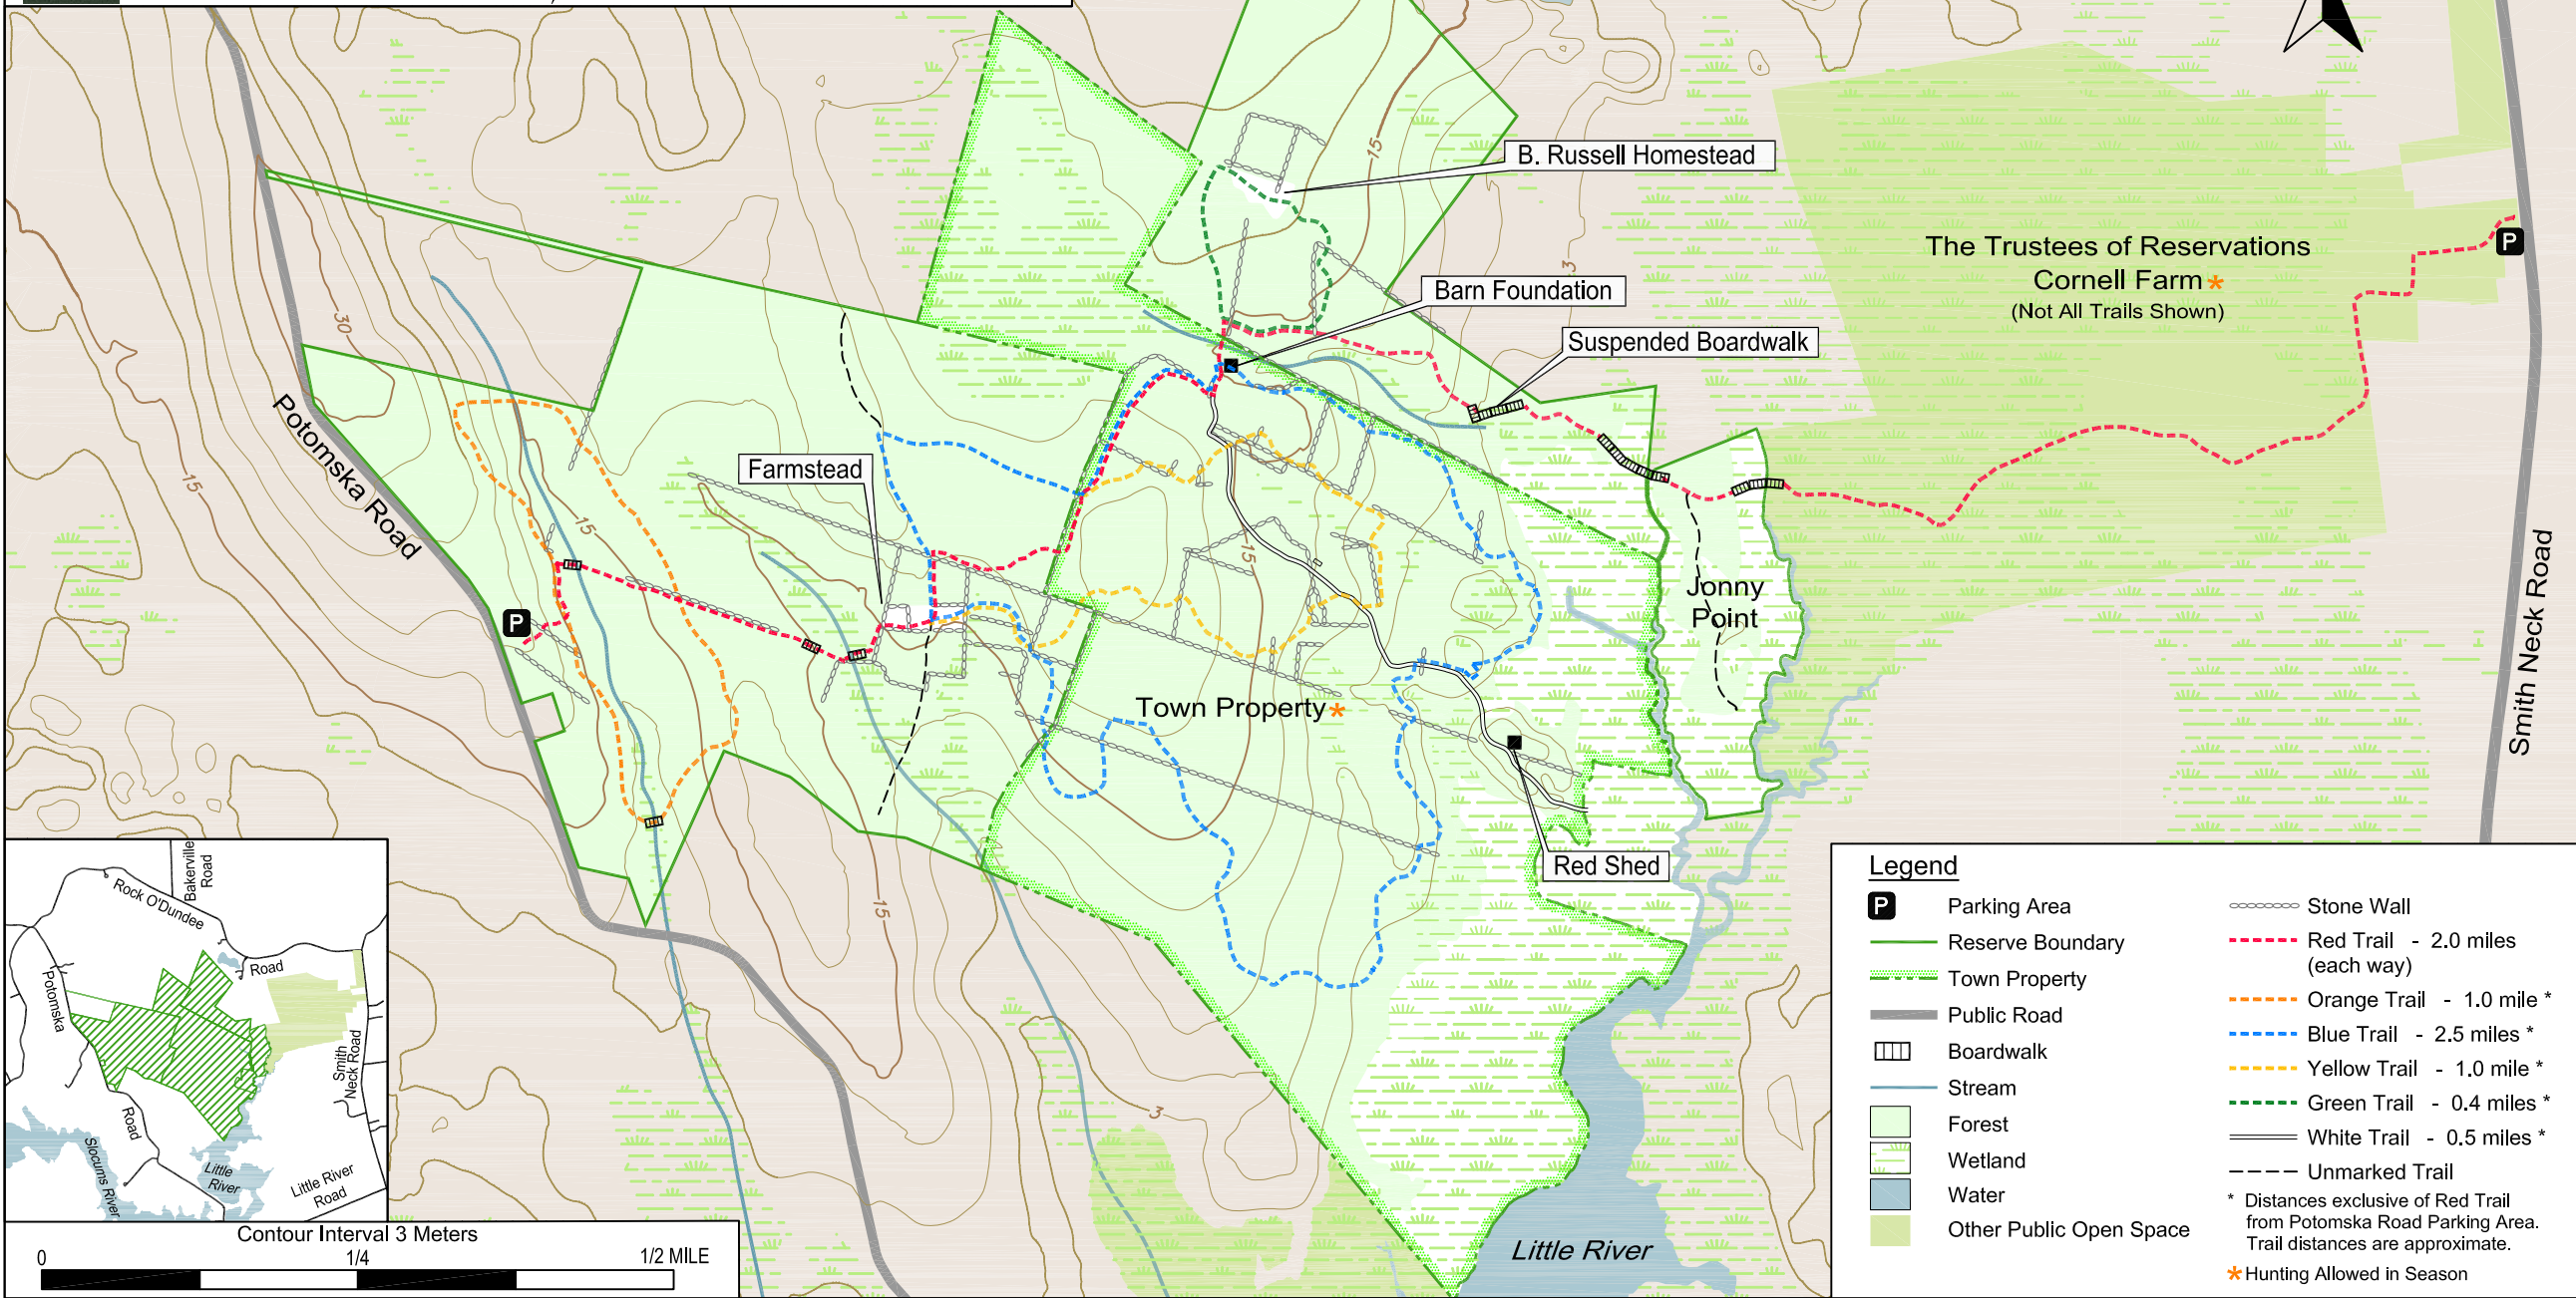 B. Russell Homestead
15
Barn Foundation
3
The Trustees of Reservations
Cornell Farm*
(Not All Trails Shown)
P
Suspended Boardwalk
30
Potomska Road
15
Farmstead
15
15
P
Jonny
Point
Town Property*
Smith Neck Road
Red Shed
15
3
Little River
Bakerville
Road
Rock O'Dundee
Road
Potomska
Road
Smith
Neck Road
Slocums River
Little
River
Little River
Road
Contour Interval 3 Meters
0 1/4 1/2 MILE
Legend
P Parking Area
Reserve Boundary
Town Property
Public Road
Boardwalk
Stream
Forest
Wetland
Water
Other Public Open Space
Stone Wall
Red Trail - 2.0 miles
(each way)
Orange Trail - 1.0 mile *
Blue Trail - 2.5 miles *
Yellow Trail - 1.0 mile *
Green Trail - 0.4 miles *
White Trail - 0.5 miles *
Unmarked Trail
* Distances exclusive of Red Trail
from Potomska Road Parking Area.
Trail distances are approximate.
* Hunting Allowed in Season